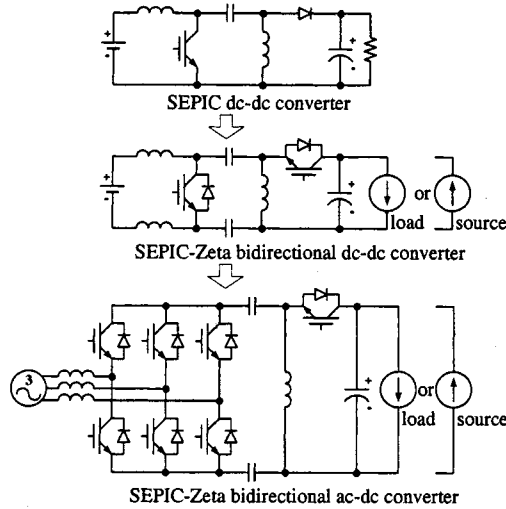 +
-
+
-
SEPIC dc-dc converter
+
-
+
-
or
load source
SEPIC-Zeta bidirectional dc-dc converter
3
+
-
or
load source
SEPIC-Zeta bidirectional ac-dc converter